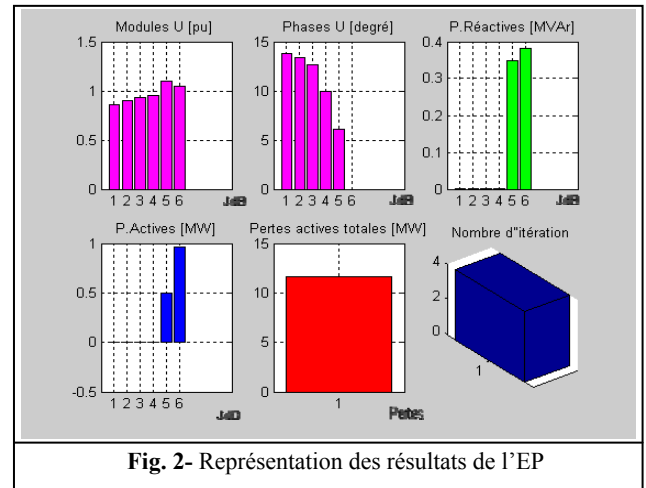 Modules U [pu]
Phases U [degré]
P.Réactives [MVAr]
1.5
1
0.5
0
1 2 3 4 5 6
JdB
15
10
5
0
1 2 3 4 5 6
JdB
0.4
0.3
0.2
0.1
0
1 2 3 4 5 6
JdB
P.Actives [MW]
Pertes actives totales [MW]
Nombre d"itération
1
0.5
0
-0.5
1 2 3 4 5 6
15
10
5
0
1
Pertes
4
2
0
1
Fig. 2- Représentation des résultats de l'EP